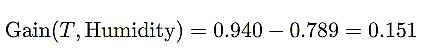 Gain(T, Humidity) = 0.940 − 0.789 = 0.151